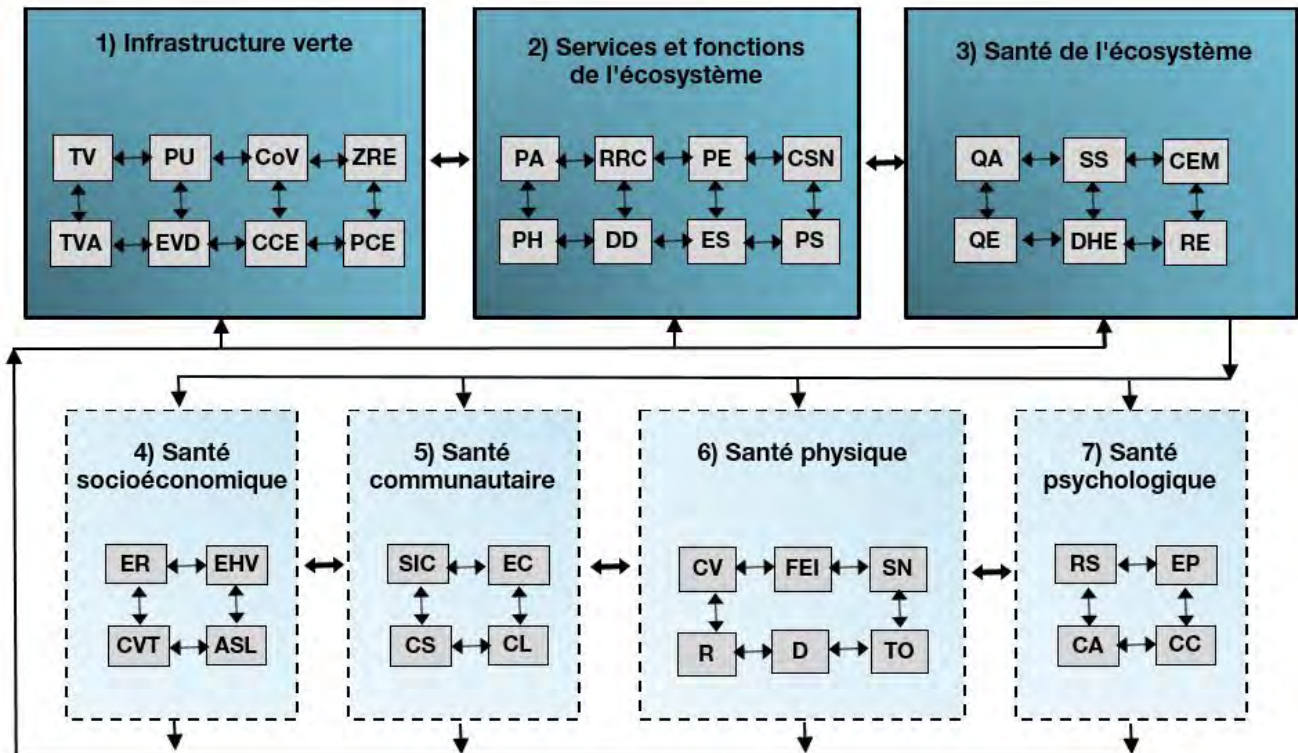 1) Infrastructure verte
TV PU CoV ZRE
TVA EVD CCE PCE
2) Services et fonctions
de l'écosystème
PA RRC PE CSN
PH DD ES PS
3) Santé de l'écosystème
QA SS CEM
QE DHE RE
4) Santé
socioéconomique
ER EHV
CVT ASL
5) Santé
communautaire
SIC EC
CS CL
6) Santé physique
CV FEI SN
R D TO
7) Santé
psychologique
RS EP
CA CC